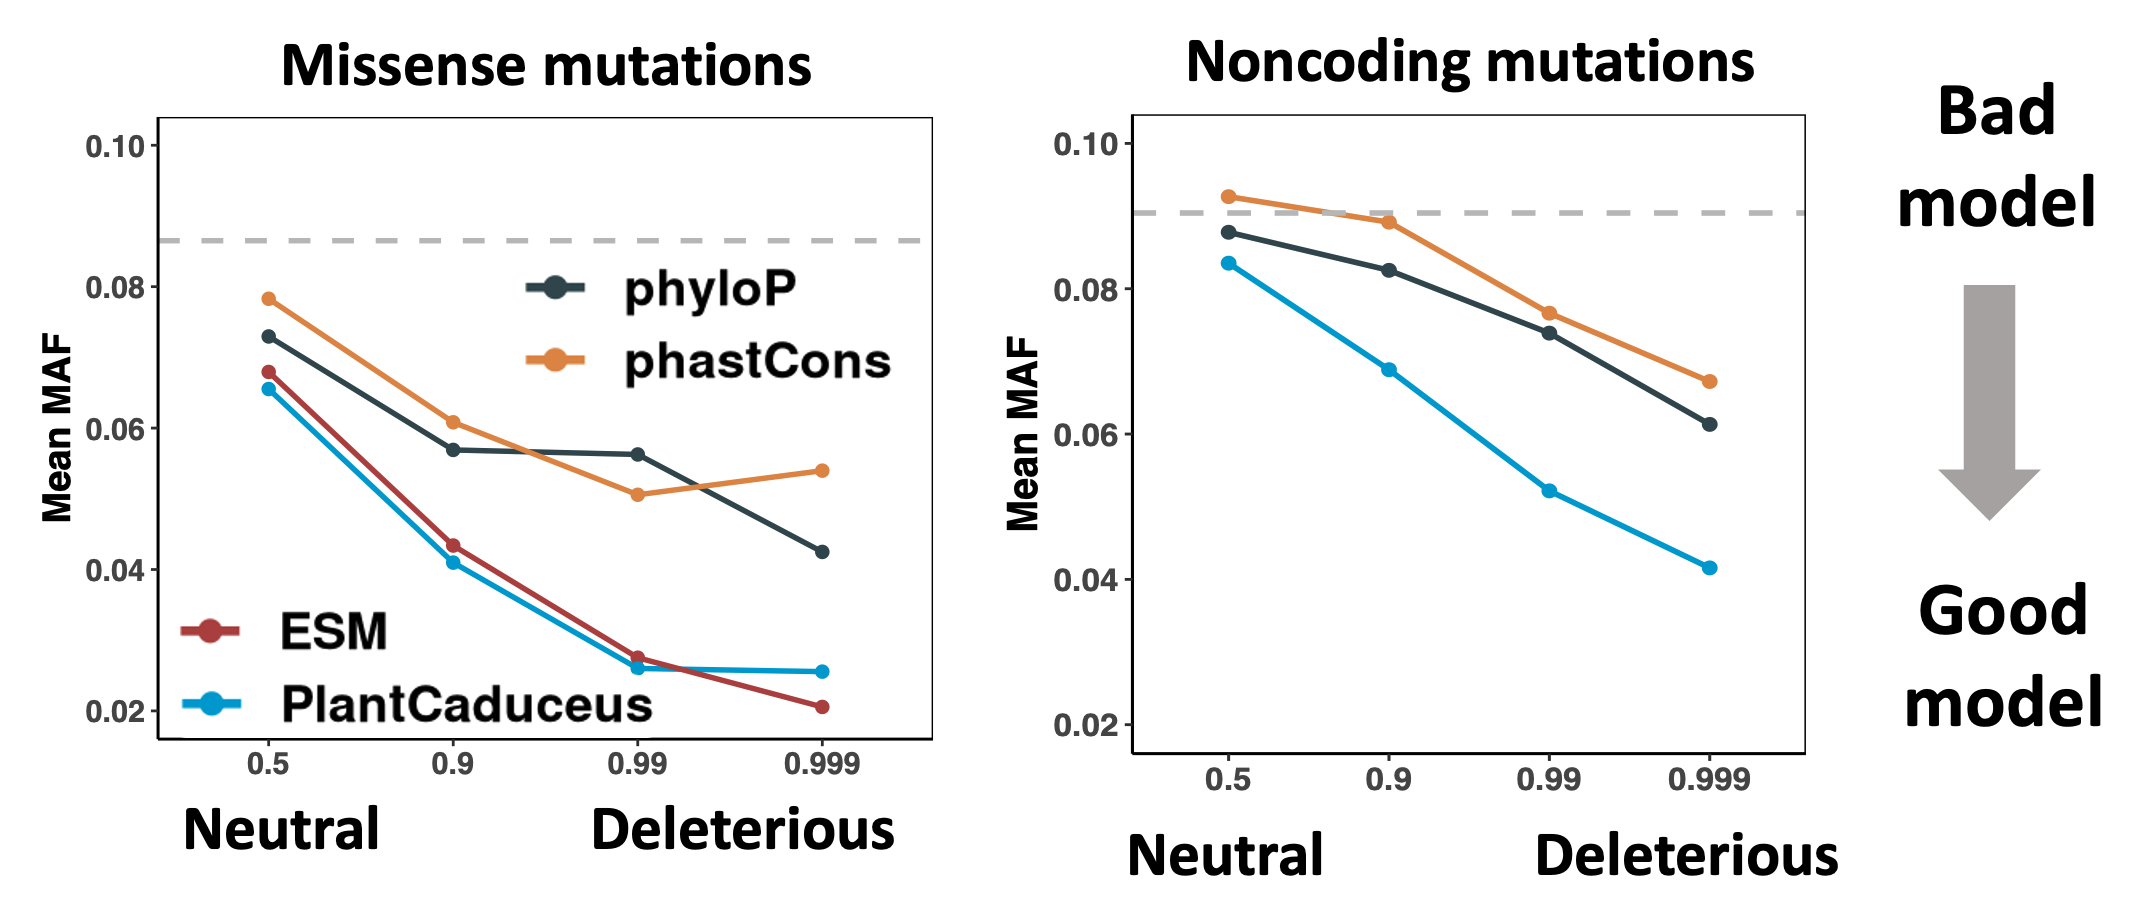 Missense mutations
Mean MAF
0.10
0.08
0.06
0.04
0.02
phyloP
phastCons
ESM
PlantCaduceus
0.5 0.9 0.99 0.999
Neutral Deleterious
Noncoding mutations
Mean MAF
0.10
0.08
0.06
0.04
0.02
0.5 0.9 0.99 0.999
Neutral Deleterious
Bad
model
Good
model